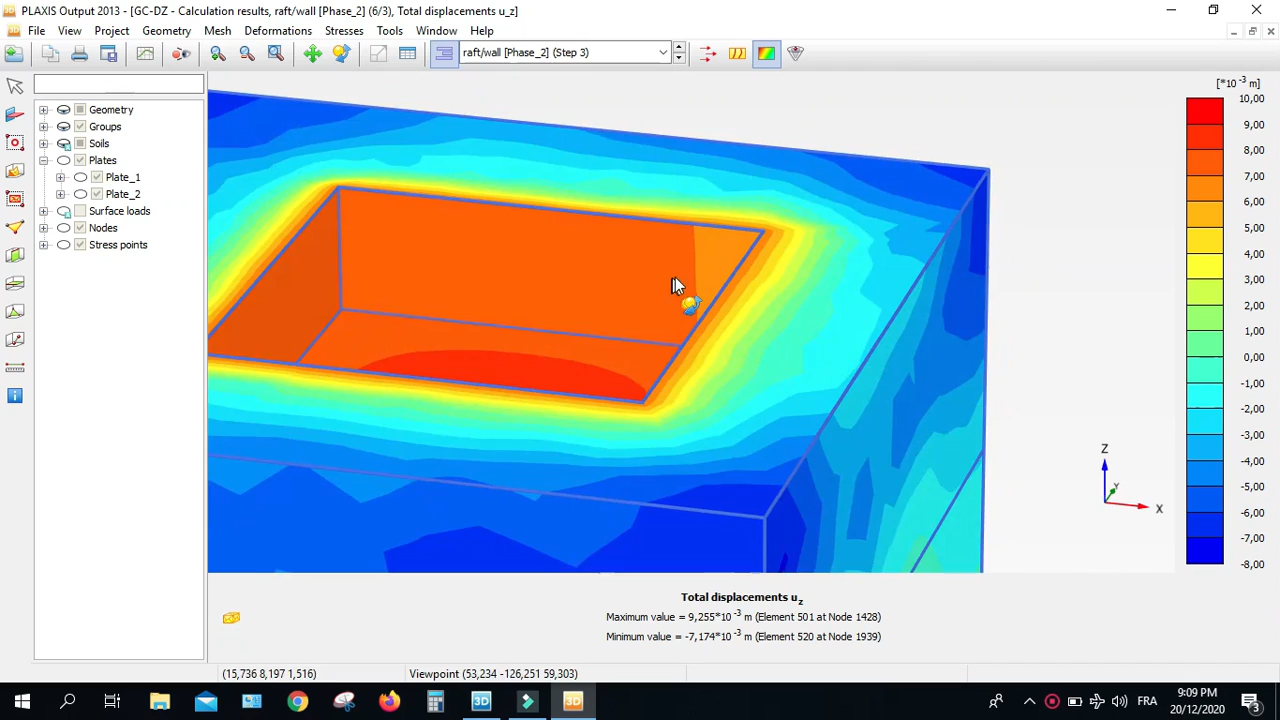 PLAXIS Output 2013 - [GC-DZ - Calculation results, raft/wall [Phase_2] (6/3), Total displacements u_z]
File View Project Geometry Mesh Deformations Stresses Tools Window Help
raft/wall [Phase_2] (Step 3)
Geometry
Groups
Soils
Plates
Plate_1
Plate_2
Surface loads
Nodes
Stress points
[*10 -3 m]
10,00
9,00
8,00
7,00
6,00
5,00
4,00
3,00
2,00
1,00
0,00
-1,00
-2,00
-3,00
-4,00
-5,00
-6,00
-7,00
-8,00
Z
Y
X
Total displacements uz
Maximum value = 9,255*10 -3 m (Element 501 at Node 1428)
Minimum value = -7,174*10 -3 m (Element 520 at Node 1939)
(15,736 8,197 1,516) Viewpoint (53,234 -126,251 59,303)
3D 3D FRA 9:09 PM
20/12/2020
3